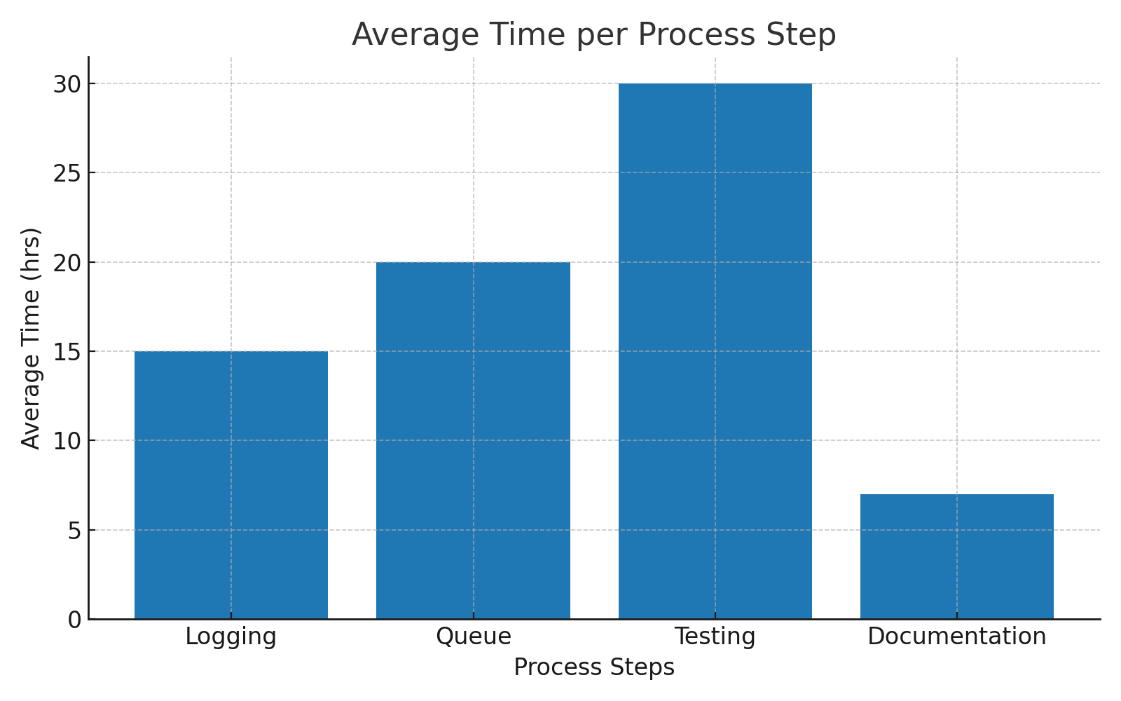 Average Time per Process Step
Average Time (hrs)
30
25
20
15
10
5
0
Logging
Queue
Testing
Documentation
Process Steps